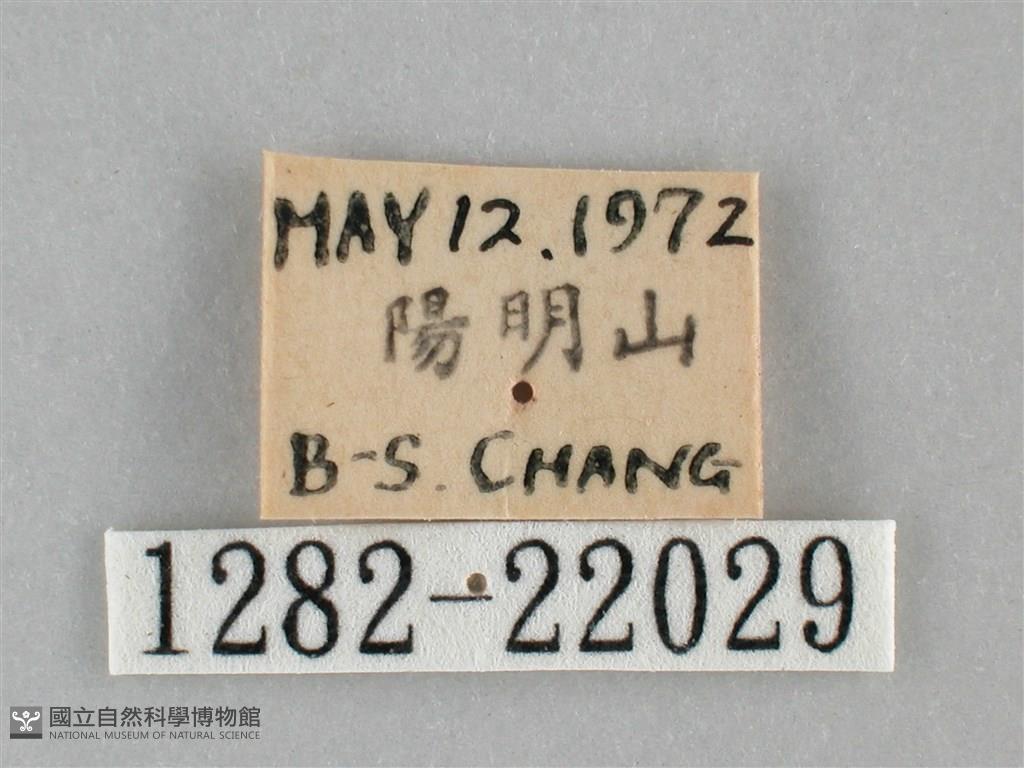 MAY 12. 1972
陽明山
B-S. CHANG
1282-22029
國立自然科學博物館
NATIONAL MUSEUM OF NATURAL SCIENCE